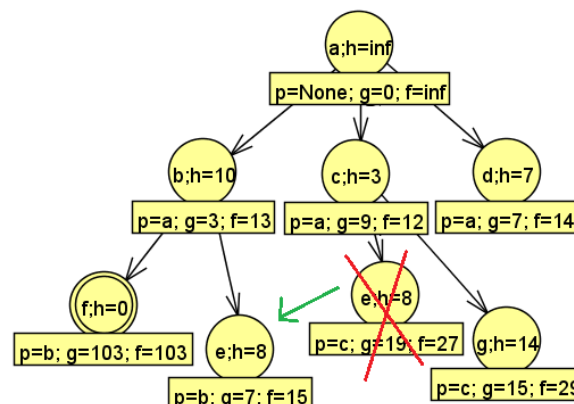 a;h=inf
p=None; g=0; f=inf
b;h=10
p=a; g=3; f=13
c;h=3
p=a; g=9; f=12
d;h=7
p=a; g=7; f=14
f;h=0
p=b; g=103; f=103
e;h=8
p=b; g=7; f=15
e;h=8
p=c; g=19; f=27
g;h=14
p=c; g=15; f=29